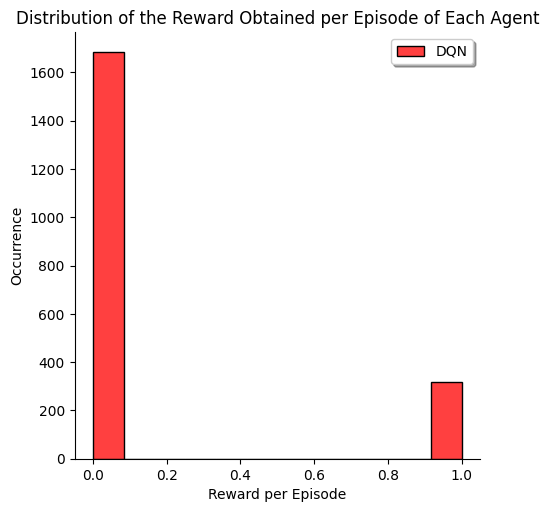 Distribution of the Reward Obtained per Episode of Each Agent
DQN
1600
1400
1200
1000
800
600
400
200
0
Occurrence
0.0 0.2 0.4 0.6 0.8 1.0
Reward per Episode